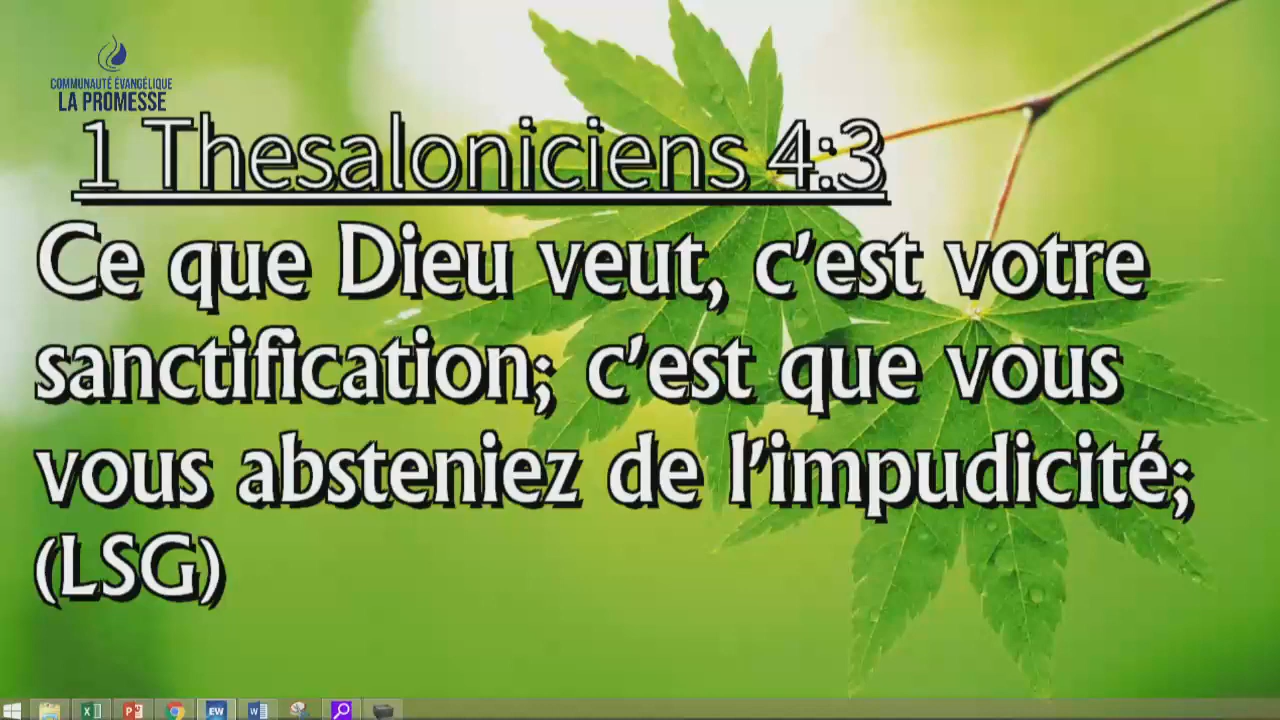 COMMUNAUTÉ ÉVANGÉLIQUE
LA PROMESSE
1 Thesaloniciens 4:3
Ce que Dieu veut, c'est votre
sanctification; c'est que vous
vous absteniez de l'impudicité;
(LSG)
EW